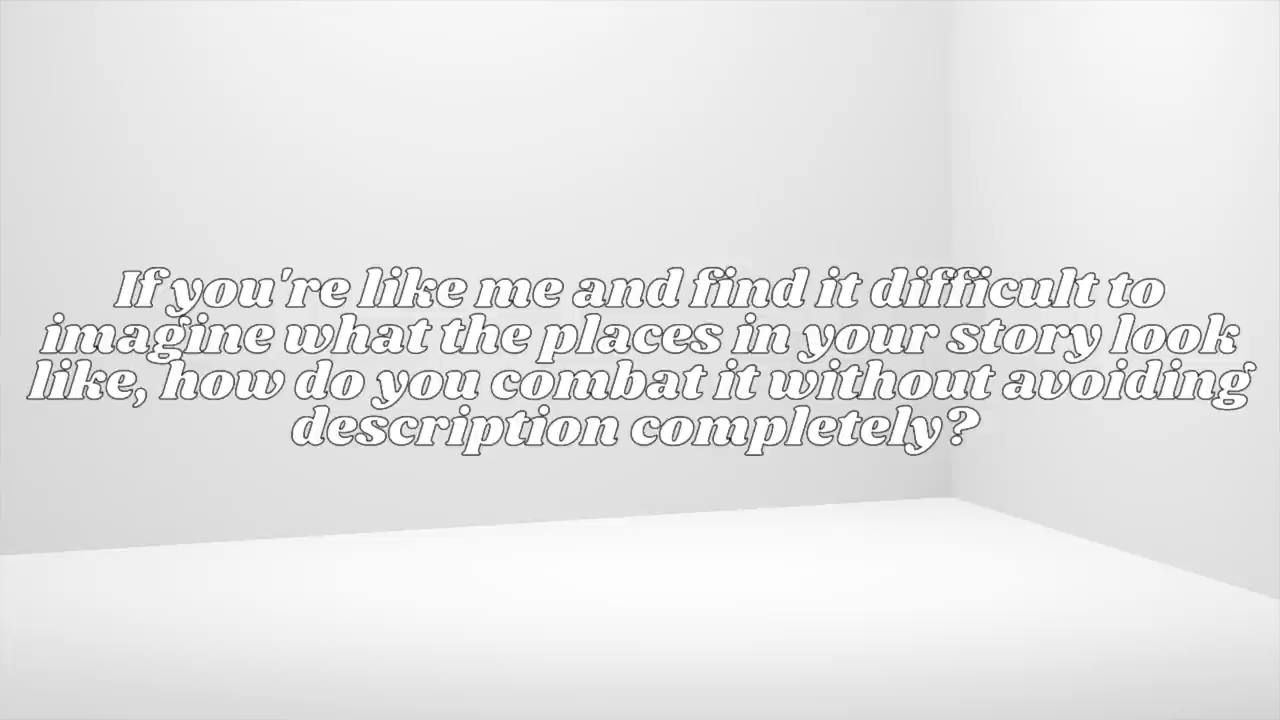 If you're like me and find it difficult to
imagine what the places in your story look
like, how do you combat it without avoiding
description completely?